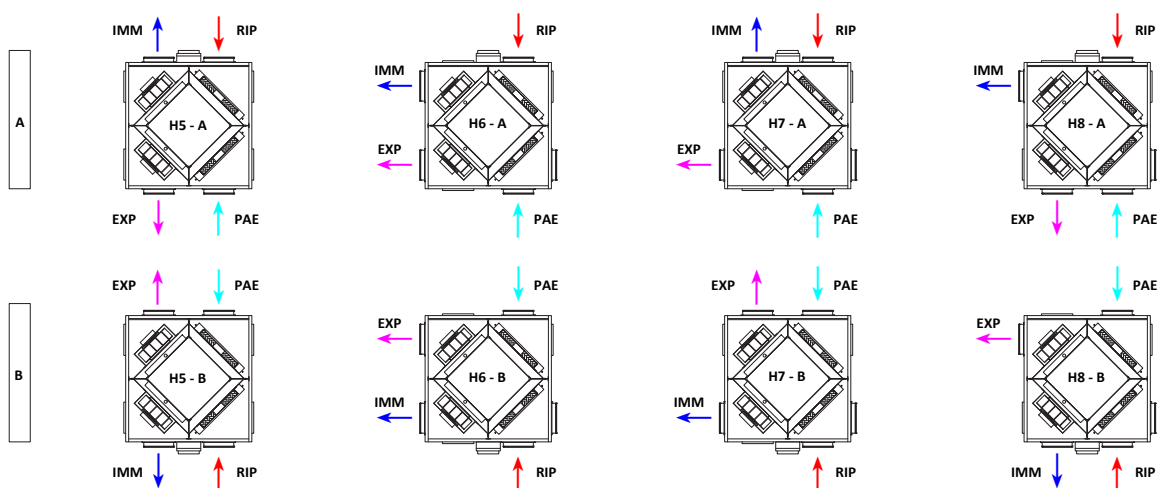 IMM RIP RIP IMM RIP RIP
IMM IMM
A H5 - A H6 - A H7 - A H8 - A
EXP EXP
EXP PAE PAE PAE EXP PAE
EXP PAE PAE EXP PAE PAE
EXP EXP
B H5 - B H6 - B H7 - B H8 - B
IMM IMM
IMM RIP RIP RIP IMM RIP